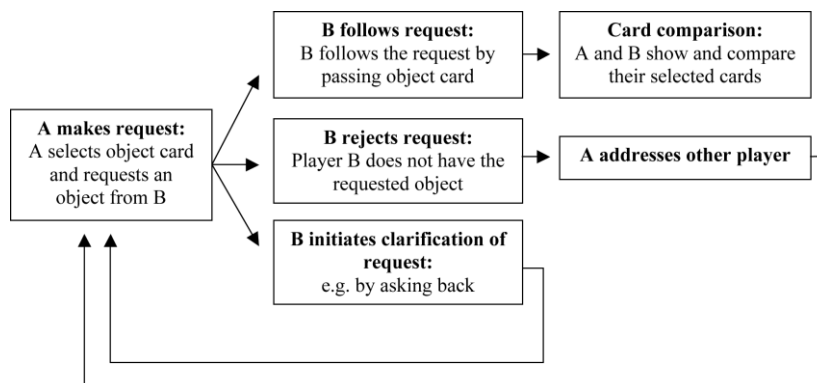 A makes request:
A selects object card
and requests an
object from B
B follows request:
B follows the request by
passing object card
Card comparison:
A and B show and compare
their selected cards
B rejects request:
Player B does not have the
requested object
A addresses other player
B initiates clarification of
request:
e.g. by asking back